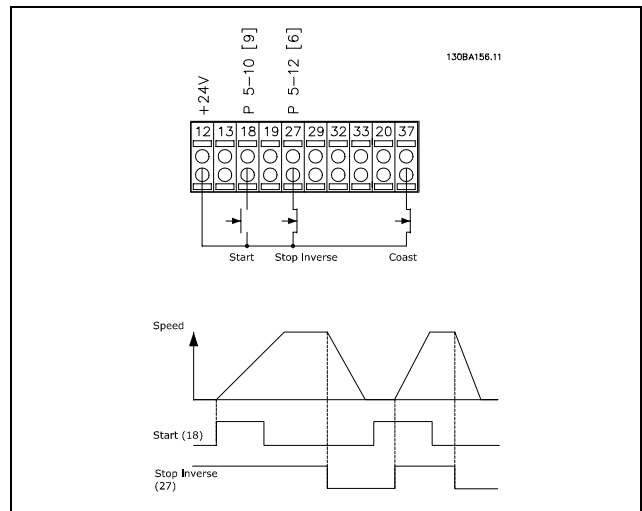 130BA156.11
+24V
P 5-10 [9]
P 5-12 [6]
12 13 18 19 27 29 32 33 20 37
Start Stop Inverse Coast
Speed
Start (18)
Stop Inverse
(27)